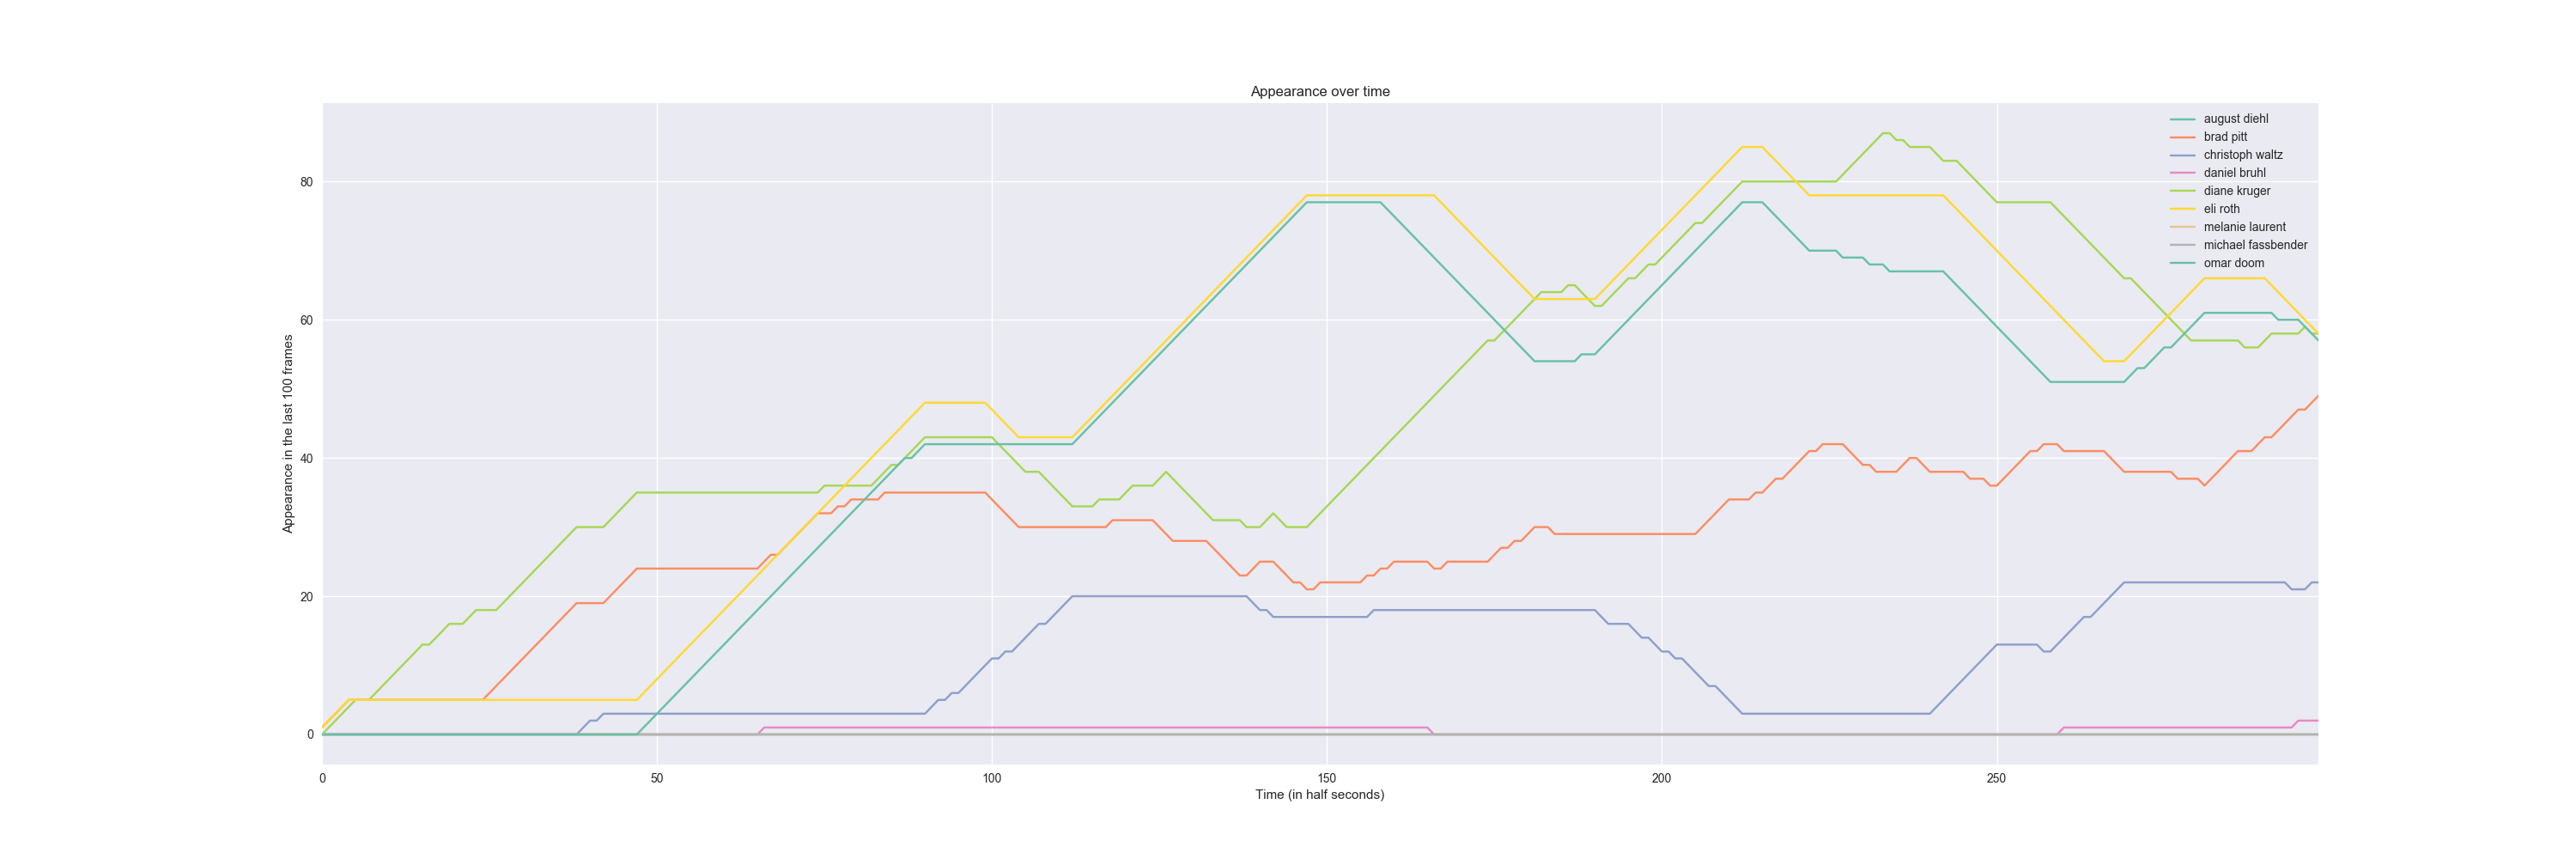 Appearance over time
august diehl
brad pitt
christoph waltz
daniel bruhl
diane kruger
eli roth
melanie laurent
michael fassbender
omar doom
Appearance in the last 100 frames
80
60
40
20
0
0 50 100 150 200 250
Time (in half seconds)